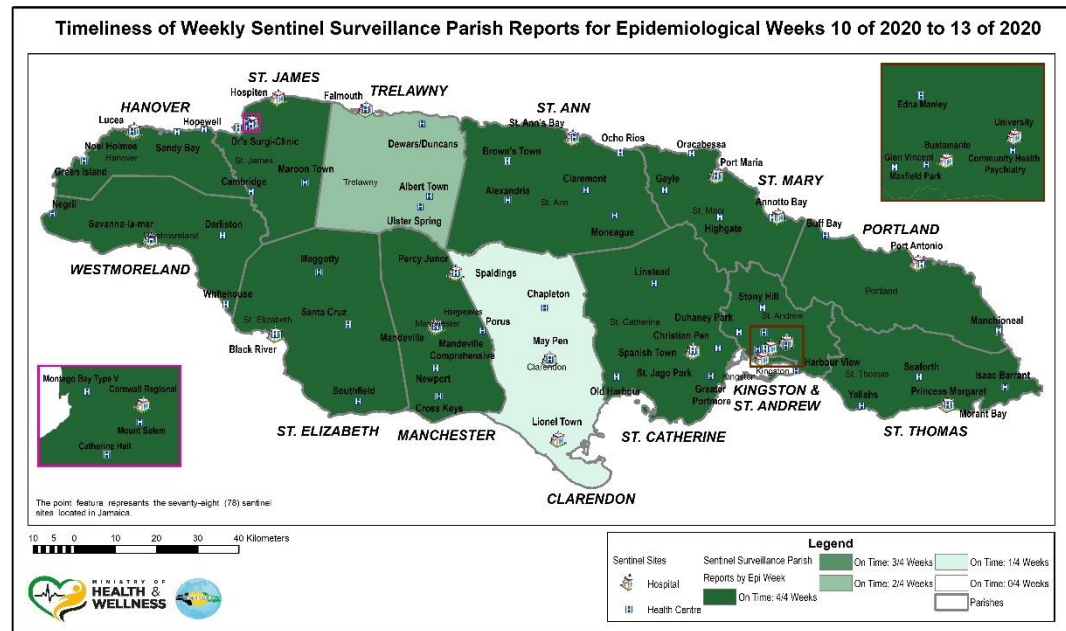 Timeliness of Weekly Sentinel Surveillance Parish Reports for Epidemiological Weeks 10 of 2020 to 13 of 2020
ST. JAMES
Hospiten
Falmouth
TRELAWNY
HANOVER
Lucea
Hopewell
ST. ANN
St. Ann's Bay
Ocho Rios
Oracabessa
Port Maria
Edna Manley
University
Bustamante
Glen Vincent
Community Health
Psychiatry
Maxfield Park
Dr's Surgi-Clinic
Noel Holmes
Hanover
Sandy Bay
Green Island
St. James
Maroon Town
Cambridge
Dewars/Duncans
Trelawny
Albert Town
Ulster Spring
Brown's Town
Alexandria
Claremont
St. Ann
Moneague
Gayle
St. Mary
Highgate
ST. MARY
Annotto Bay
Buff Bay
PORTLAND
Port Antonio
Portland
Manchioneal
Negril
Savanna-la-mar
Westmoreland
Darliston
WESTMORELAND
Whitehouse
Maggotty
St. Elizabeth
Santa Cruz
Black River
Southfield
ST. ELIZABETH
Percy Junor
Spaldings
Hargreaves
Manchester
Mandeville
Mandeville
Comprehensive
Porus
Newport
Cross Keys
MANCHESTER
Chapleton
May Pen
Clarendon
Lionel Town
CLARENDON
Linstead
St. Catherine
Spanish Town
Old Harbour
St. Jago Park
Greater
Portmore
Christian Pen
Duhaney Park
ST. CATHERINE
Stony Hill
St. Andrew
Kingston
Kingston
Harbour View
KINGSTON &
ST. ANDREW
St. Thomas
Yallahs
Seaforth
Princess Margaret
Isaac Barrant
Morant Bay
ST. THOMAS
Montego Bay Type V
Cornwall Regional
Mount Salem
Catherine Hall
The point feature represents the seventy-eight (78) sentinel
sites located in Jamaica.
10 5 0 10 20 30 40 Kilometers
MINISTRY OF
HEALTH &
WELLNESS
Legend
Sentinel Sites
Hospital
Health Centre
Sentinel Surveillance Parish
Reports by Epi Week
On Time: 4/4 Weeks
On Time: 3/4 Weeks
On Time: 2/4 Weeks
On Time: 1/4 Weeks
On Time: 0/4 Weeks
Parishes